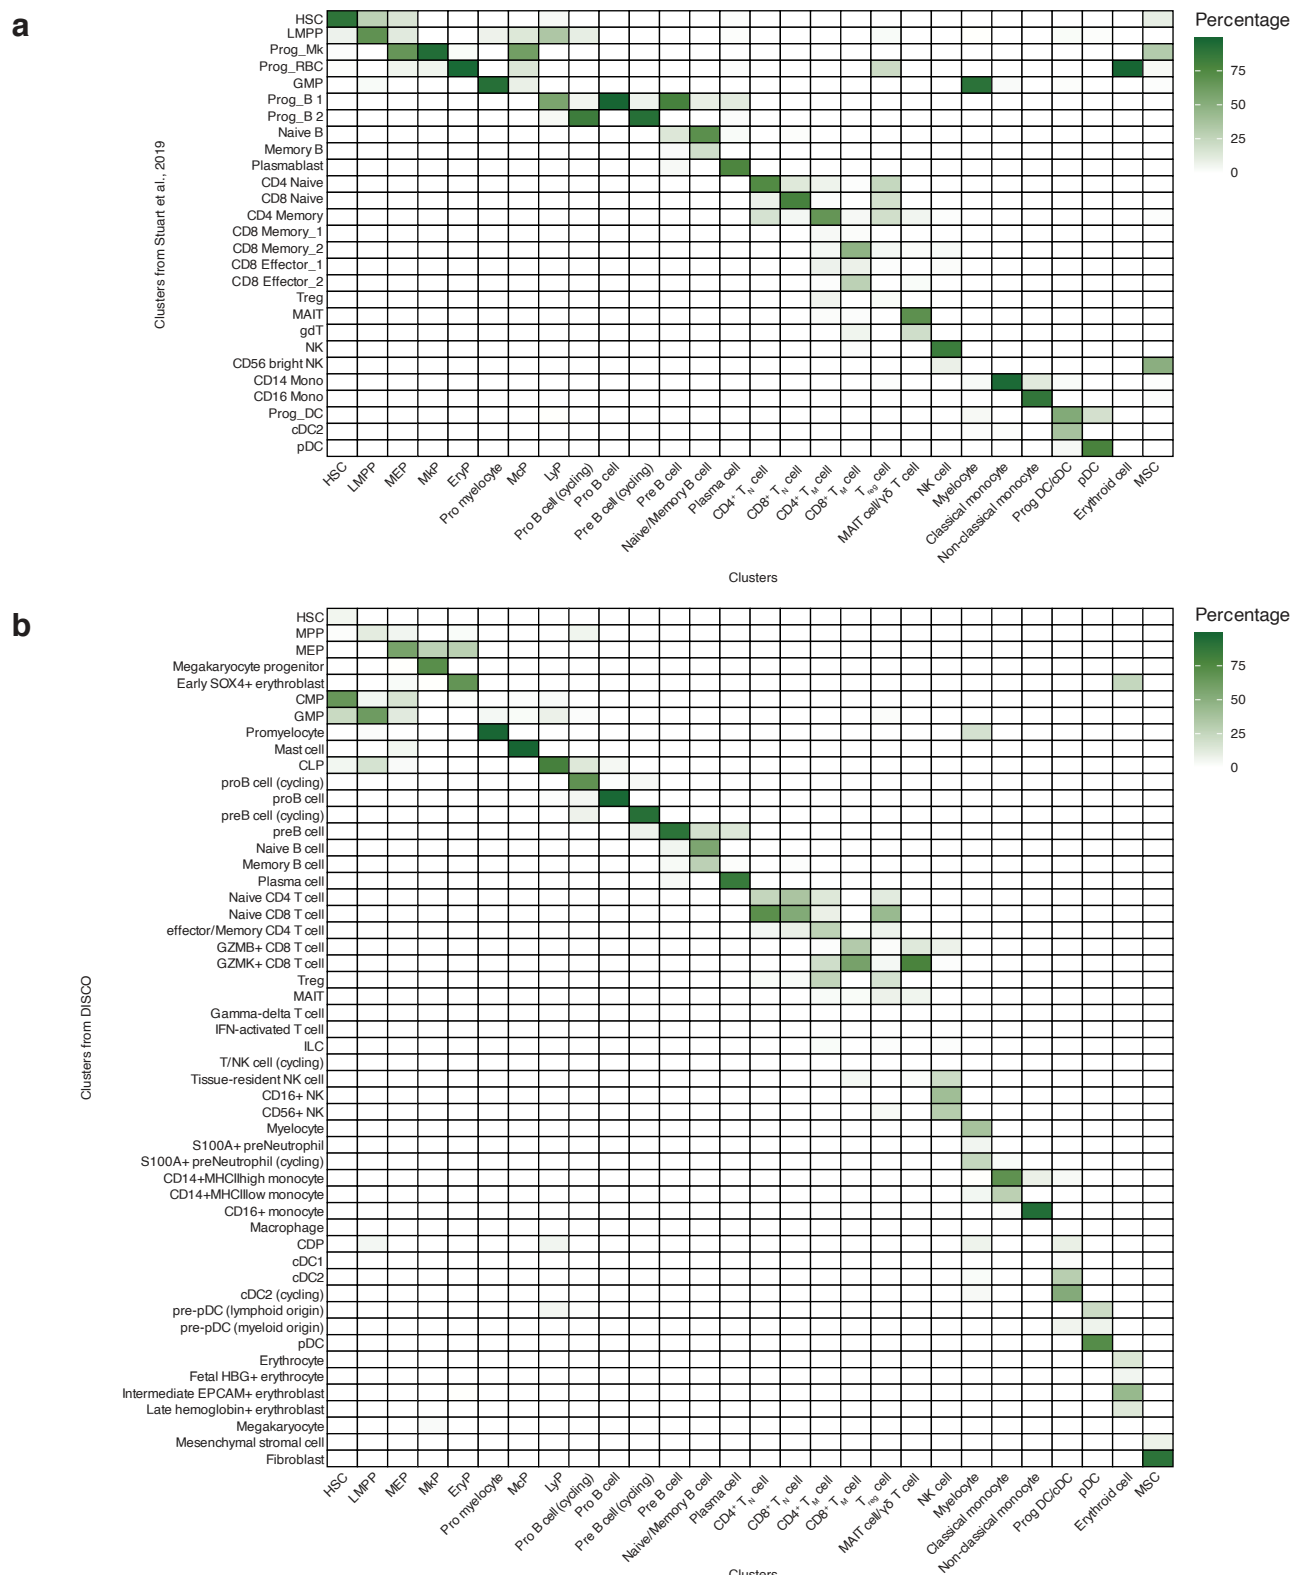 a
Percentage
75
50
25
0
Clusters from Stuart et al., 2019
HSC
LMPP
Prog_Mk
Prog_RBC
GMP
Prog_B 1
Prog_B 2
Naive B
Memory B
Plasmablast
CD4 Naive
CD8 Naive
CD4 Memory
CD8 Memory_1
CD8 Memory_2
CD8 Effector_1
CD8 Effector_2
Treg
MAIT
gdT
NK
CD56 bright NK
CD14 Mono
CD16 Mono
Prog_DC
cDC2
pDC
HSC
LMPP
MEP
MkP
EryP
Pro myelocyte
McP
LyP
Pro B cell (cycling)
Pro B cell
Pre B cell (cycling)
Pre B cell
Naive/Memory B cell
Plasma cell
CD4⁺ T_N cell
CD8⁺ T_N cell
CD4⁺ T_M cell
CD8⁺ T_M cell
T_reg cell
MAIT cell/γδ T cell
NK cell
Myelocyte
Classical monocyte
Non-classical monocyte
Prog DC/cDC
pDC
Erythroid cell
MSC
Clusters
b
Percentage
75
50
25
0
Clusters from DISCO
HSC
MPP
MEP
Megakaryocyte progenitor
Early SOX4+ erythroblast
CMP
GMP
Promyelocyte
Mast cell
CLP
proB cell (cycling)
proB cell
preB cell (cycling)
preB cell
Naive B cell
Memory B cell
Plasma cell
Naive CD4 T cell
Naive CD8 T cell
effector/Memory CD4 T cell
GZMB+ CD8 T cell
GZMK+ CD8 T cell
Treg
MAIT
Gamma-delta T cell
IFN-activated T cell
ILC
T/NK cell (cycling)
Tissue-resident NK cell
CD16+ NK
CD56+ NK
Myelocyte
S100A+ preNeutrophil
S100A+ preNeutrophil (cycling)
CD14+MHCIIhigh monocyte
CD14+MHCIIlow monocyte
CD16+ monocyte
Macrophage
CDP
cDC1
cDC2
cDC2 (cycling)
pre-pDC (lymphoid origin)
pre-pDC (myeloid origin)
pDC
Erythrocyte
Fetal HBG+ erythrocyte
Intermediate EPCAM+ erythroblast
Late hemoglobin+ erythroblast
Megakaryocyte
Mesenchymal stromal cell
Fibroblast
HSC
LMPP
MEP
MkP
EryP
Pro myelocyte
McP
LyP
Pro B cell (cycling)
Pro B cell
Pre B cell (cycling)
Pre B cell
Naive/Memory B cell
Plasma cell
CD4⁺ T_N cell
CD8⁺ T_N cell
CD4⁺ T_M cell
CD8⁺ T_M cell
T_reg cell
MAIT cell/γδ T cell
NK cell
Myelocyte
Classical monocyte
Non-classical monocyte
Prog DC/cDC
pDC
Erythroid cell
MSC
Clusters